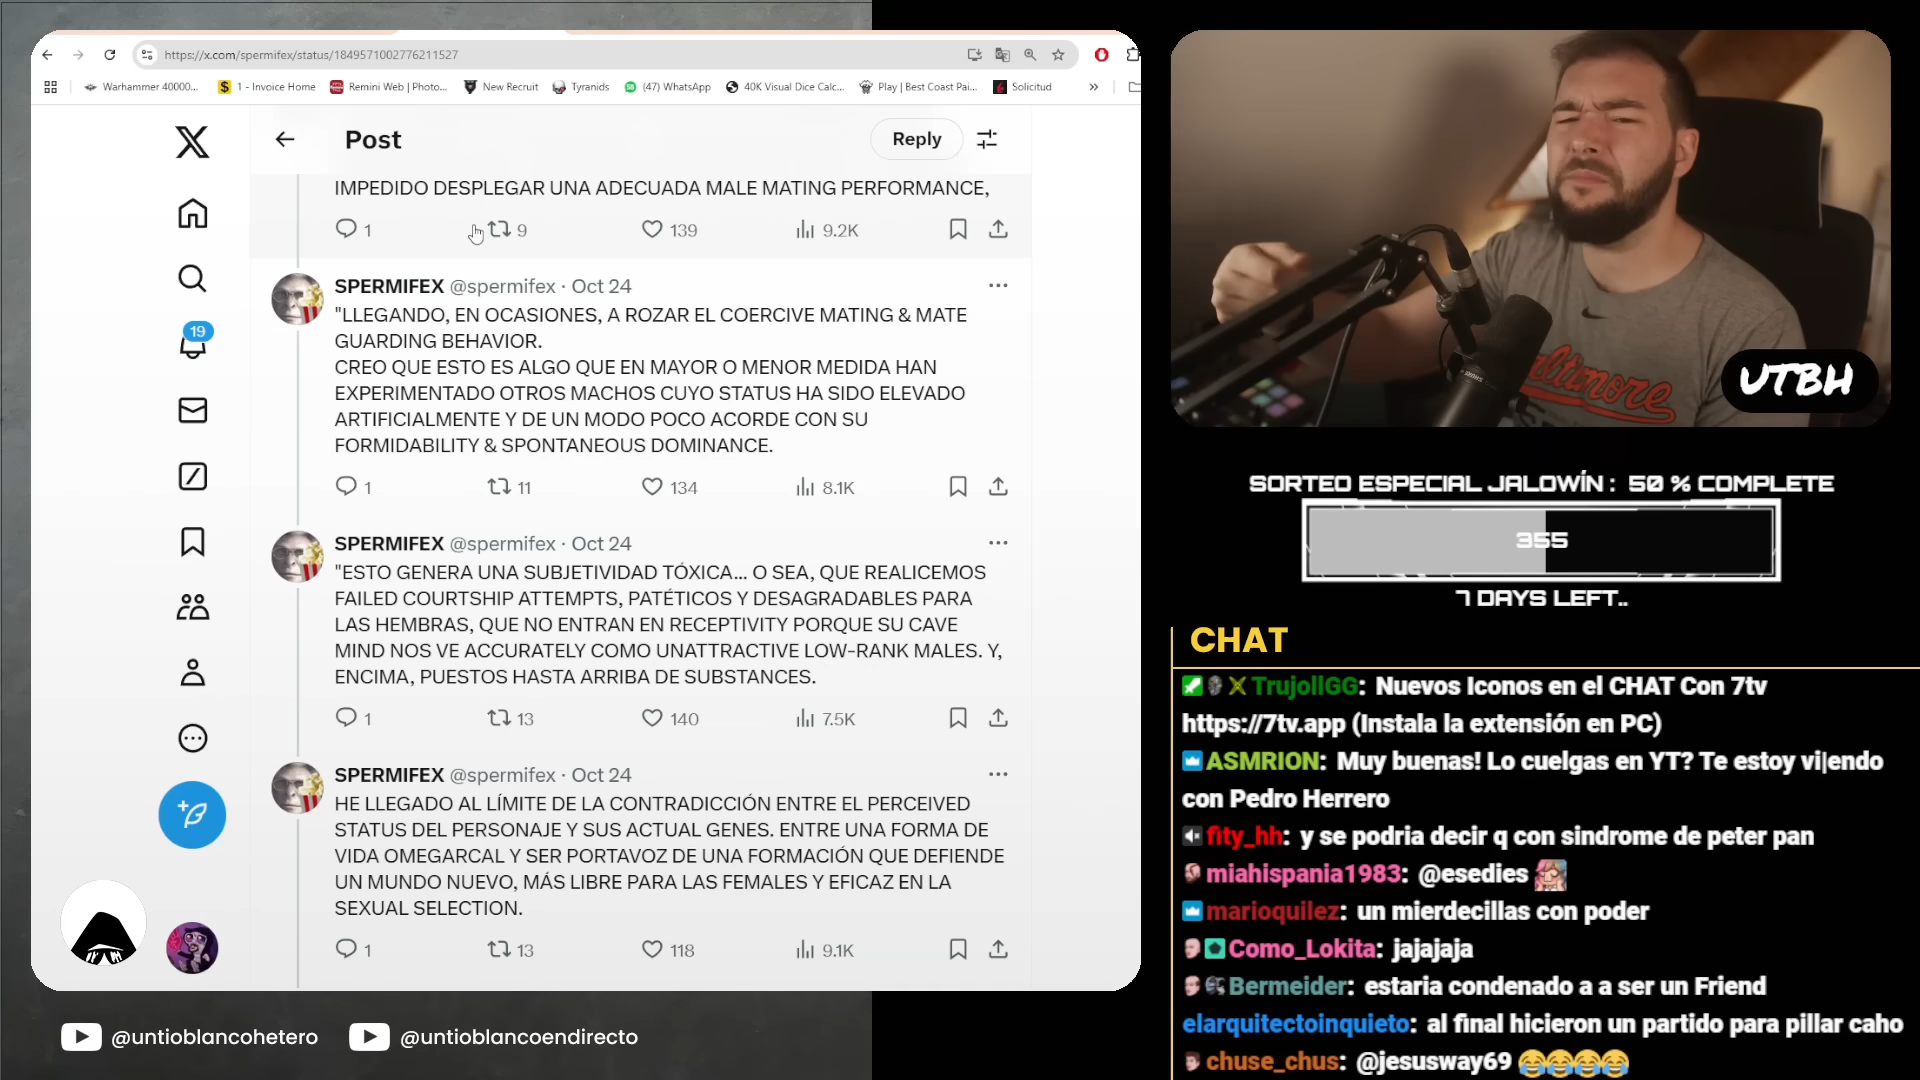 https://x.com/spermifex/status/1849571002776211527
Warhammer 40000...
1 - Invoice Home
Remini Web | Photo...
New Recruit
Tyranids
(47) WhatsApp
40K Visual Dice Calc...
Play | Best Coast Pai...
Solicitud
Post
Reply
19
IMPEDIDO DESPLEGAR UNA ADECUADA MALE MATING PERFORMANCE,
1 9 139 9.2K
SPERMIFEX @spermifex · Oct 24
"LLEGANDO, EN OCASIONES, A ROZAR EL COERCIVE MATING & MATE
GUARDING BEHAVIOR.
CREO QUE ESTO ES ALGO QUE EN MAYOR O MENOR MEDIDA HAN
EXPERIMENTADO OTROS MACHOS CUYO STATUS HA SIDO ELEVADO
ARTIFICIALMENTE Y DE UN MODO POCO ACORDE CON SU
FORMIDABILITY & SPONTANEOUS DOMINANCE.
1 11 134 8.1K
SPERMIFEX @spermifex · Oct 24
"ESTO GENERA UNA SUBJETIVIDAD TÓXICA... O SEA, QUE REALICEMOS
FAILED COURTSHIP ATTEMPTS, PATÉTICOS Y DESAGRADABLES PARA
LAS HEMBRAS, QUE NO ENTRAN EN RECEPTIVITY PORQUE SU CAVE
MIND NOS VE ACCURATELY COMO UNATTRACTIVE LOW-RANK MALES. Y,
ENCIMA, PUESTOS HASTA ARRIBA DE SUBSTANCES.
1 13 140 7.5K
SPERMIFEX @spermifex · Oct 24
HE LLEGADO AL LÍMITE DE LA CONTRADICCIÓN ENTRE EL PERCEIVED
STATUS DEL PERSONAJE Y SUS ACTUAL GENES. ENTRE UNA FORMA DE
VIDA OMEGARCAL Y SER PORTAVOZ DE UNA FORMACIÓN QUE DEFIENDE
UN MUNDO NUEVO, MÁS LIBRE PARA LAS FEMALES Y EFICAZ EN LA
SEXUAL SELECTION.
1 13 118 9.1K
@untioblancohetero
@untioblancoendirecto
UTBH
SORTEO ESPECIAL JALOWÍN : 50 % COMPLETE
355
7 DAYS LEFT..
CHAT
TrujollGG: Nuevos Iconos en el CHAT Con 7tv
https://7tv.app (Instala la extensión en PC)
ASMRION: Muy buenas! Lo cuelgas en YT? Te estoy vi|endo
con Pedro Herrero
fity_hh: y se podria decir q con sindrome de peter pan
miahispania1983: @esedies
marioquilez: un mierdecillas con poder
Como_Lokita: jajajaja
Bermeider: estaria condenado a a ser un Friend
elarquitectoinquieto: al final hicieron un partido para pillar caho
chuse_chus: @jesusway69